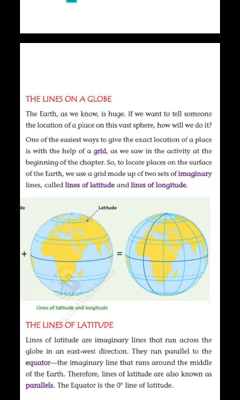 THE LINES ON A GLOBE
The Earth, as we know, is huge. If we want to tell someone
the location of a place on this vast sphere, how will we do it?
One of the easiest ways to give the exact location of a place
is with the help of a grid, as we saw in the activity at the
beginning of the chapter. So, to locate places on the surface
of the Earth, we use a grid made up of two sets of imaginary
lines, called lines of latitude and lines of longitude.
Latitude
+ =
Lines of latitude and longitude
THE LINES OF LATITUDE
Lines of latitude are imaginary lines that run across the
globe in an east-west direction. They run parallel to the
equator—the imaginary line that runs around the middle
of the Earth. Therefore, lines of latitude are also known as
parallels. The Equator is the 0° line of latitude.